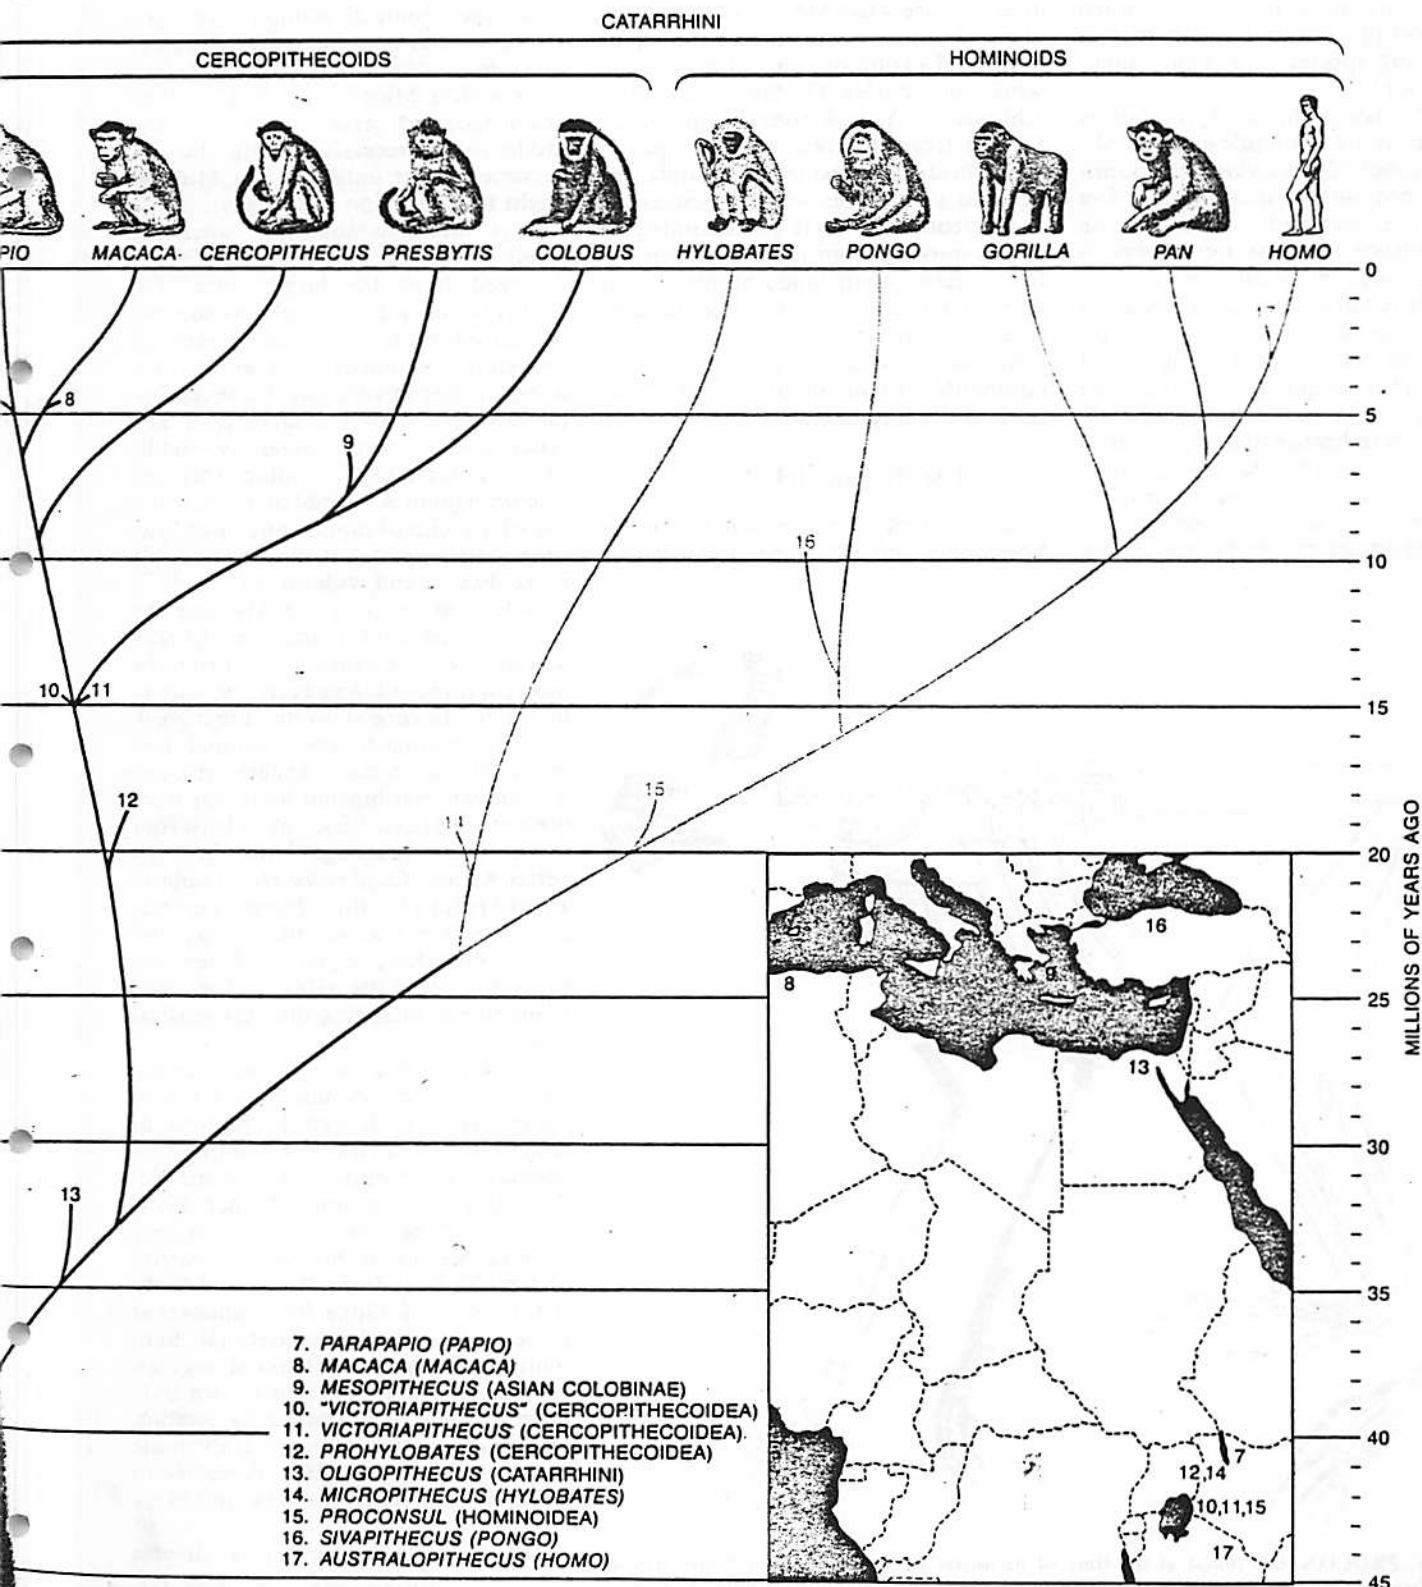 CATARRHINI
CERCOPITHECOIDS
HOMINOIDS
PIO MACACA CERCOPITHECUS PRESBYTIS COLOBUS HYLOBATES PONGO GORILLA PAN HOMO
0
17
8
5
9
16
10
10 11
15
15
12
14
20
16
9
8
25
13
30
13
35
40
7
12,14
10,11,15
17
45
MILLIONS OF YEARS AGO
7. PARAPAPIO (PAPIO)
8. MACACA (MACACA)
9. MESOPITHECUS (ASIAN COLOBINAE)
10. "VICTORIAPITHECUS" (CERCOPITHECOIDEA)
11. VICTORIAPITHECUS (CERCOPITHECOIDEA).
12. PROHYLOBATES (CERCOPITHECOIDEA)
13. OLIGOPITHECUS (CATARRHINI)
14. MICROPITHECUS (HYLOBATES)
15. PROCONSUL (HOMINOIDEA)
16. SIVAPITHECUS (PONGO)
17. AUSTRALOPITHECUS (HOMO)